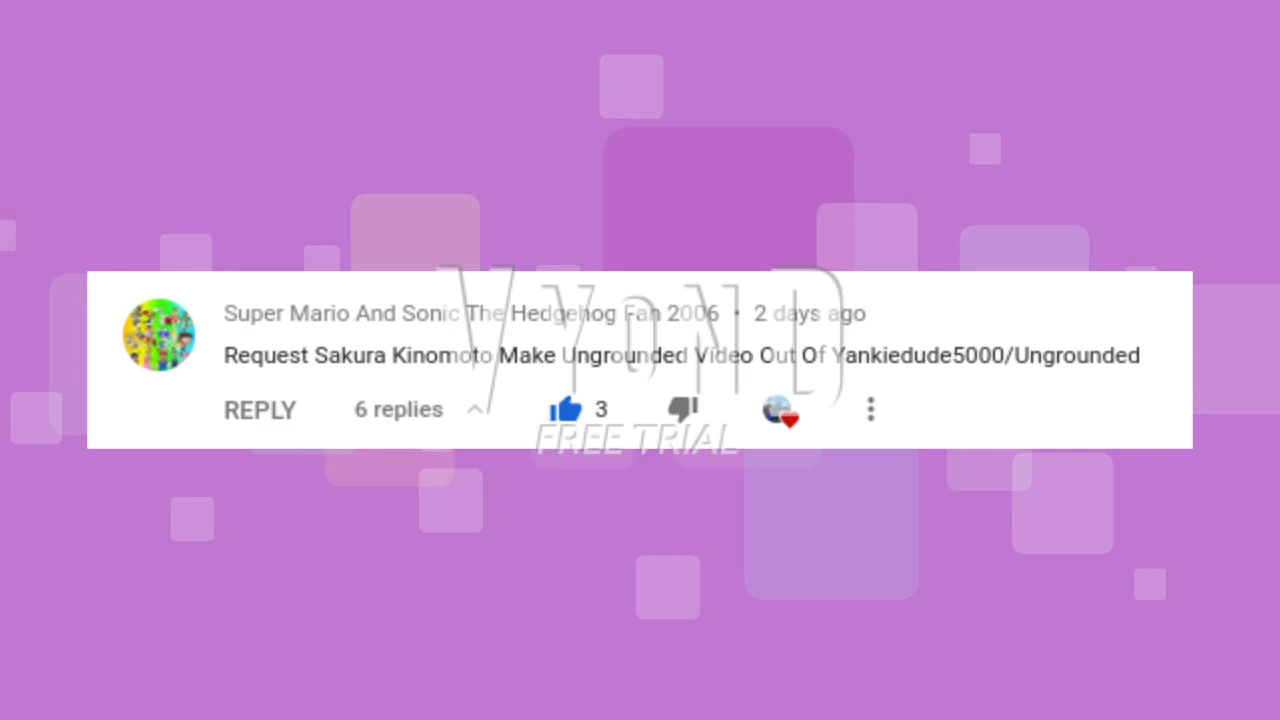 Super Mario And Sonic The Hedgehog Fan 2006 • 2 days ago
Request Sakura Kinomoto Make Ungrounded Video Out Of Yankiedude5000/Ungrounded
REPLY 6 replies 3
VYOND
FREE TRIAL